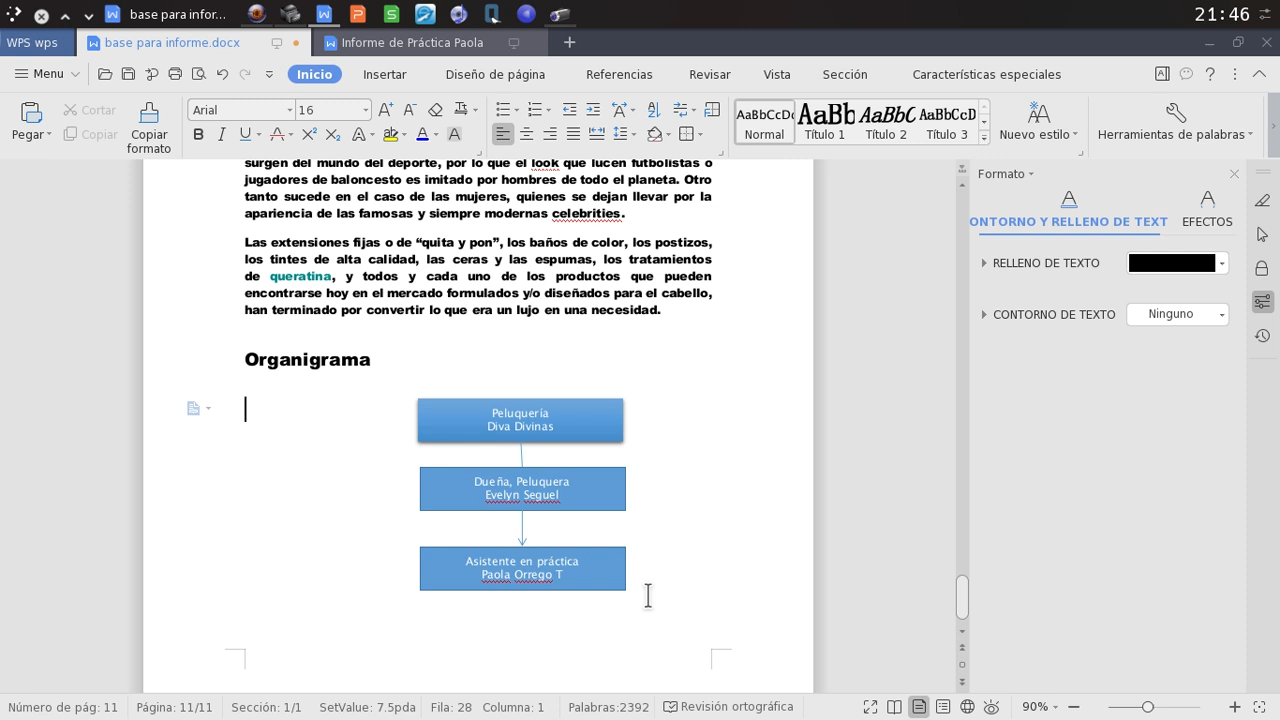 base para infor...
21:46
WPS wps
base para informe.docx
Informe de Práctica Paola
Menu
Inicio
Insertar
Diseño de página
Referencias
Revisar
Vista
Sección
Características especiales
Pegar
Cortar
Copiar
Copiar formato
Arial
16
AaBbCcDc
Normal
AaBb
Título 1
AaBbC
Título 2
AaBbCcD
Título 3
Nuevo estilo
Herramientas de palabras
surgen del mundo del deporte, por lo que el look que lucen futbolistas o
jugadores de baloncesto es imitado por hombres de todo el planeta. Otro
tanto sucede en el caso de las mujeres, quienes se dejan llevar por la
apariencia de las famosas y siempre modernas celebrities.
Las extensiones fijas o de “quita y pon”, los baños de color, los postizos,
los tintes de alta calidad, las ceras y las espumas, los tratamientos
de queratina, y todos y cada uno de los productos que pueden
encontrarse hoy en el mercado formulados y/o diseñados para el cabello,
han terminado por convertir lo que era un lujo en una necesidad.
Organigrama
Peluquería
Diva Divinas
Dueña, Peluquera
Evelyn Seguel
Asistente en práctica
Paola Orrego T
Formato
ONTORNO Y RELLENO DE TEXT
EFECTOS
RELLENO DE TEXTO
CONTORNO DE TEXTO
Ninguno
Número de pág: 11
Página: 11/11
Sección: 1/1
SetValue: 7.5pda
Fila: 28
Columna: 1
Palabras:2392
Revisión ortográfica
90%